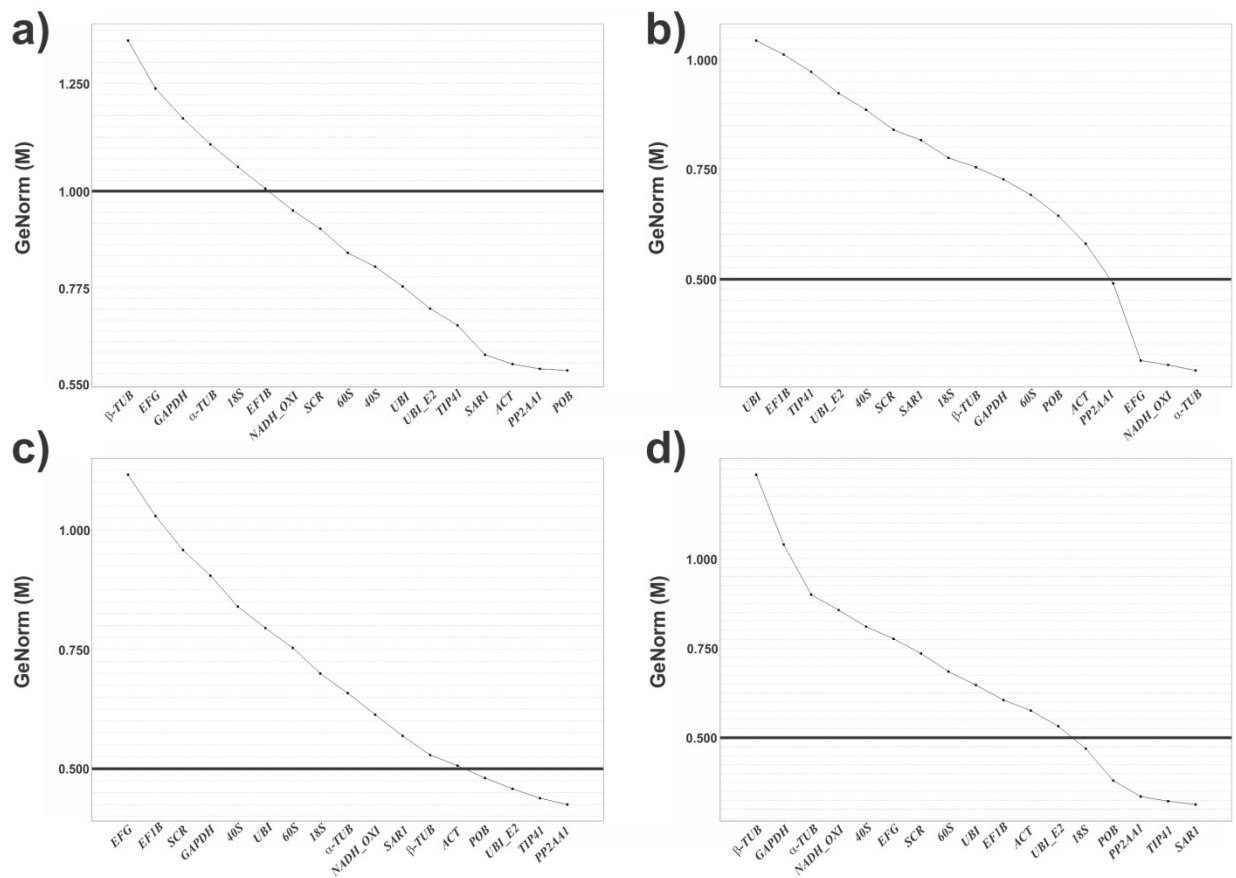 a)
GeNorm (M)
1.250
1.000
0.775
0.550
β-TUB EFG GAPDH α-TUB 18S EF1B NADH_OXI SCR 60S 40S UBI UBI_E2 TIP41 SAR1 ACT PP2AA1 POB
b)
GeNorm (M)
1.000
0.750
0.500
UBI EF1B TIP41 UBI_E2 40S SCR SAR1 18S β-TUB GAPDH 60S POB ACT PP2AA1 EFG NADH_OXI α-TUB
c)
GeNorm (M)
1.000
0.750
0.500
EFG EF1B SCR GAPDH 40S UBI 60S 18S α-TUB NADH_OXI SAR1 β-TUB ACT POB UBI_E2 TIP41 PP2AA1
d)
GeNorm (M)
1.000
0.750
0.500
β-TUB GAPDH α-TUB NADH_OXI 40S EFG SCR 60S UBI EF1B ACT UBI_E2 18S POB PP2AA1 TIP41 SAR1